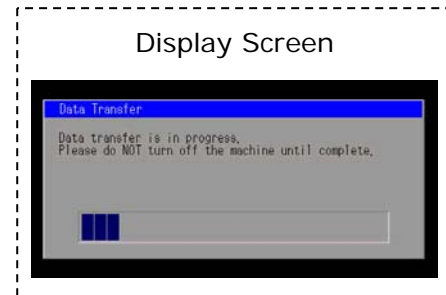 Display Screen
Data Transfer
Data transfer is in progress,
Please do NOT turn off the machine until complete,